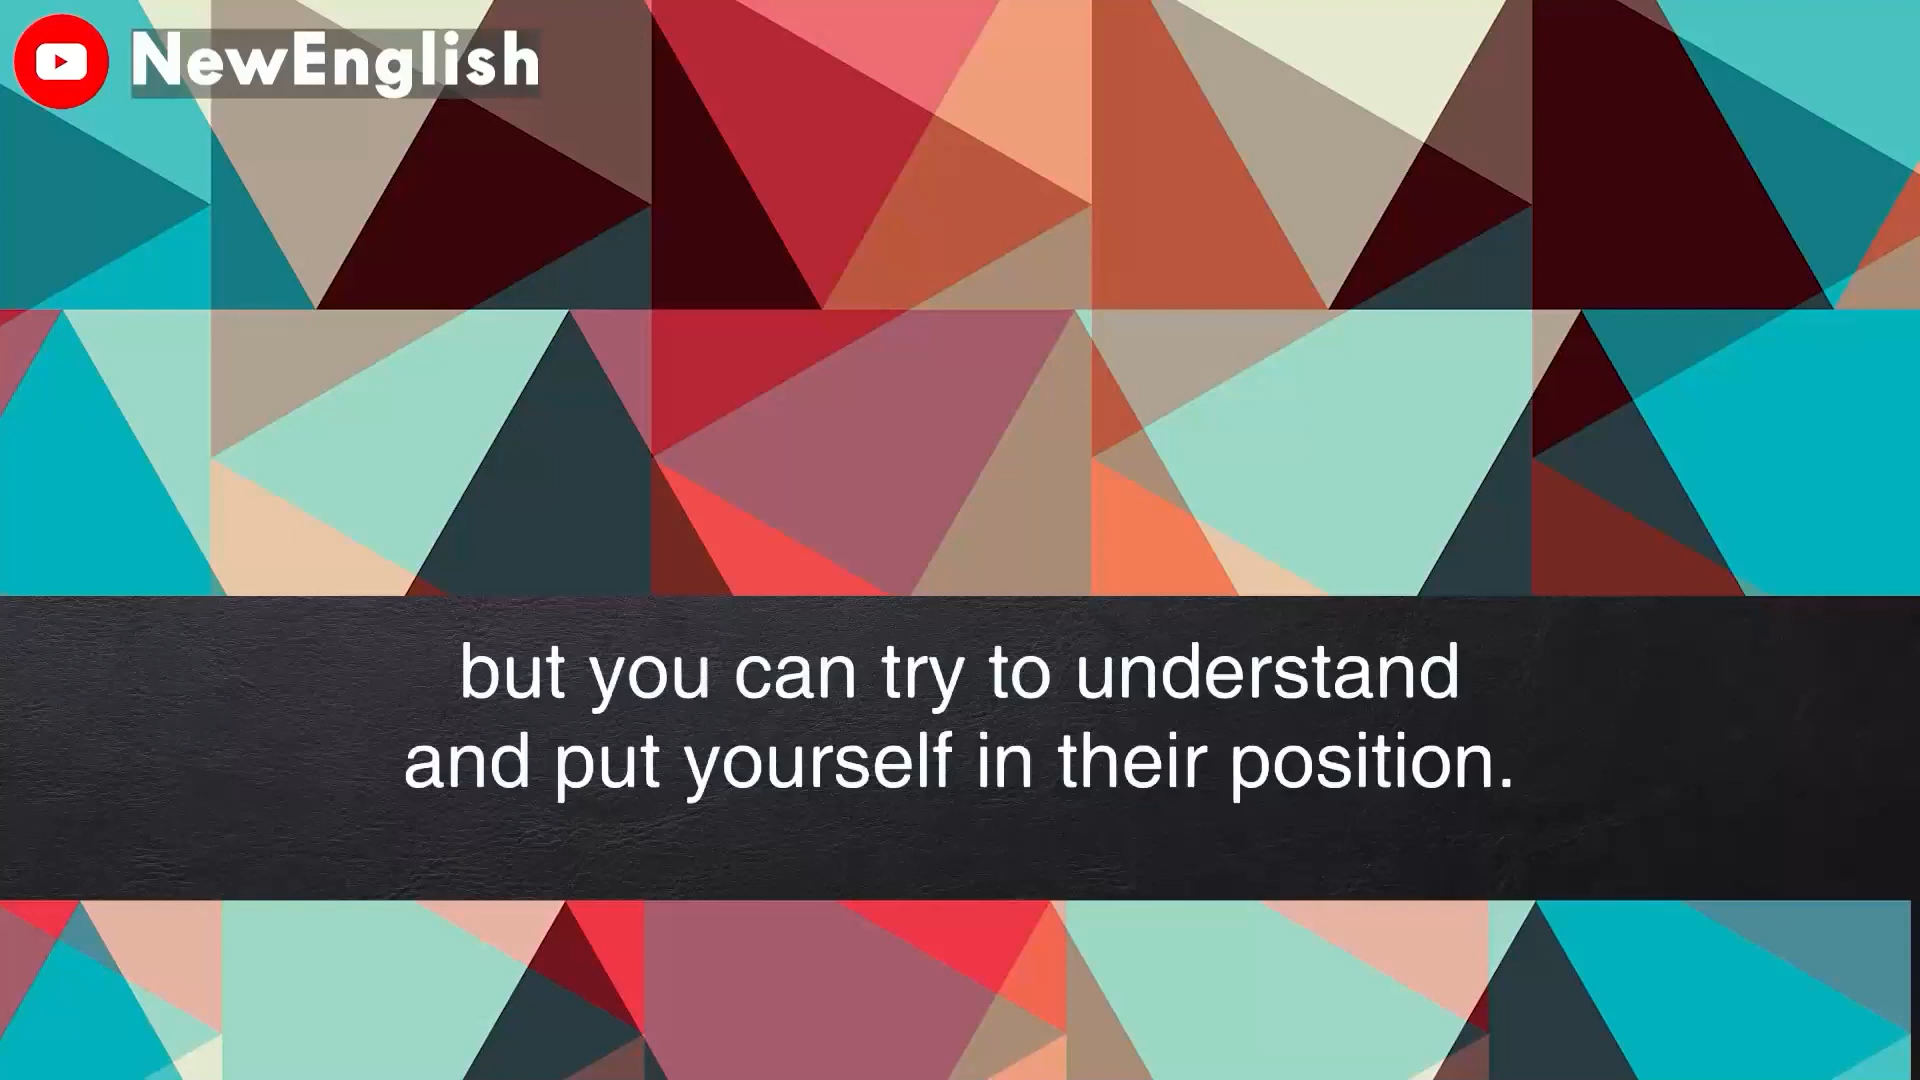 NewEnglish
but you can try to understand
and put yourself in their position.